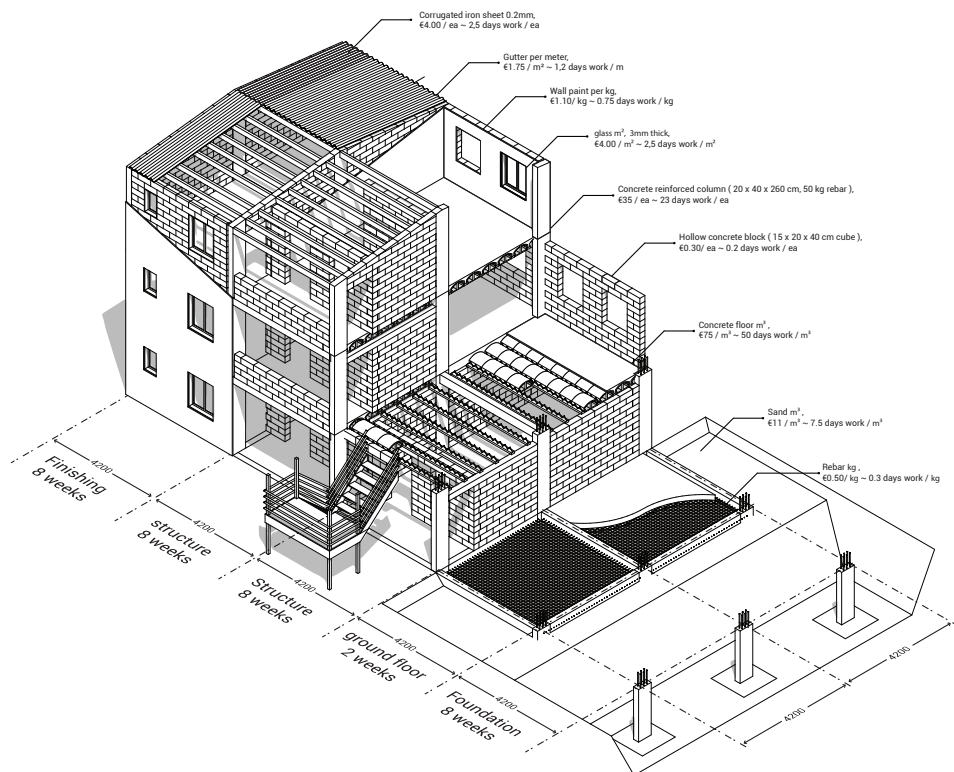 Corrugated iron sheet 0.2mm,
€4.00 / ea ~ 2,5 days work / ea
Gutter per meter,
€1.75 / m² ~ 1,2 days work / m
Wall paint per kg,
€1.10/ kg ~ 0.75 days work / kg
glass m², 3mm thick,
€4.00 / m² ~ 2,5 days work / m²
Concrete reinforced column ( 20 x 40 x 260 cm, 50 kg rebar ),
€35 / ea ~ 23 days work / ea
Hollow concrete block ( 15 x 20 x 40 cm cube ),
€0.30/ ea ~ 0.2 days work / ea
Concrete floor m³ ,
€75 / m³ ~ 50 days work / m³
Sand m³ ,
€11 / m³ ~ 7.5 days work / m³
Rebar kg ,
€0.50/ kg ~ 0.3 days work / kg
4200
Finishing
8 weeks
4200
structure
8 weeks
4200
Structure
8 weeks
4200
ground floor
2 weeks
4200
Foundation
8 weeks
4200
4200